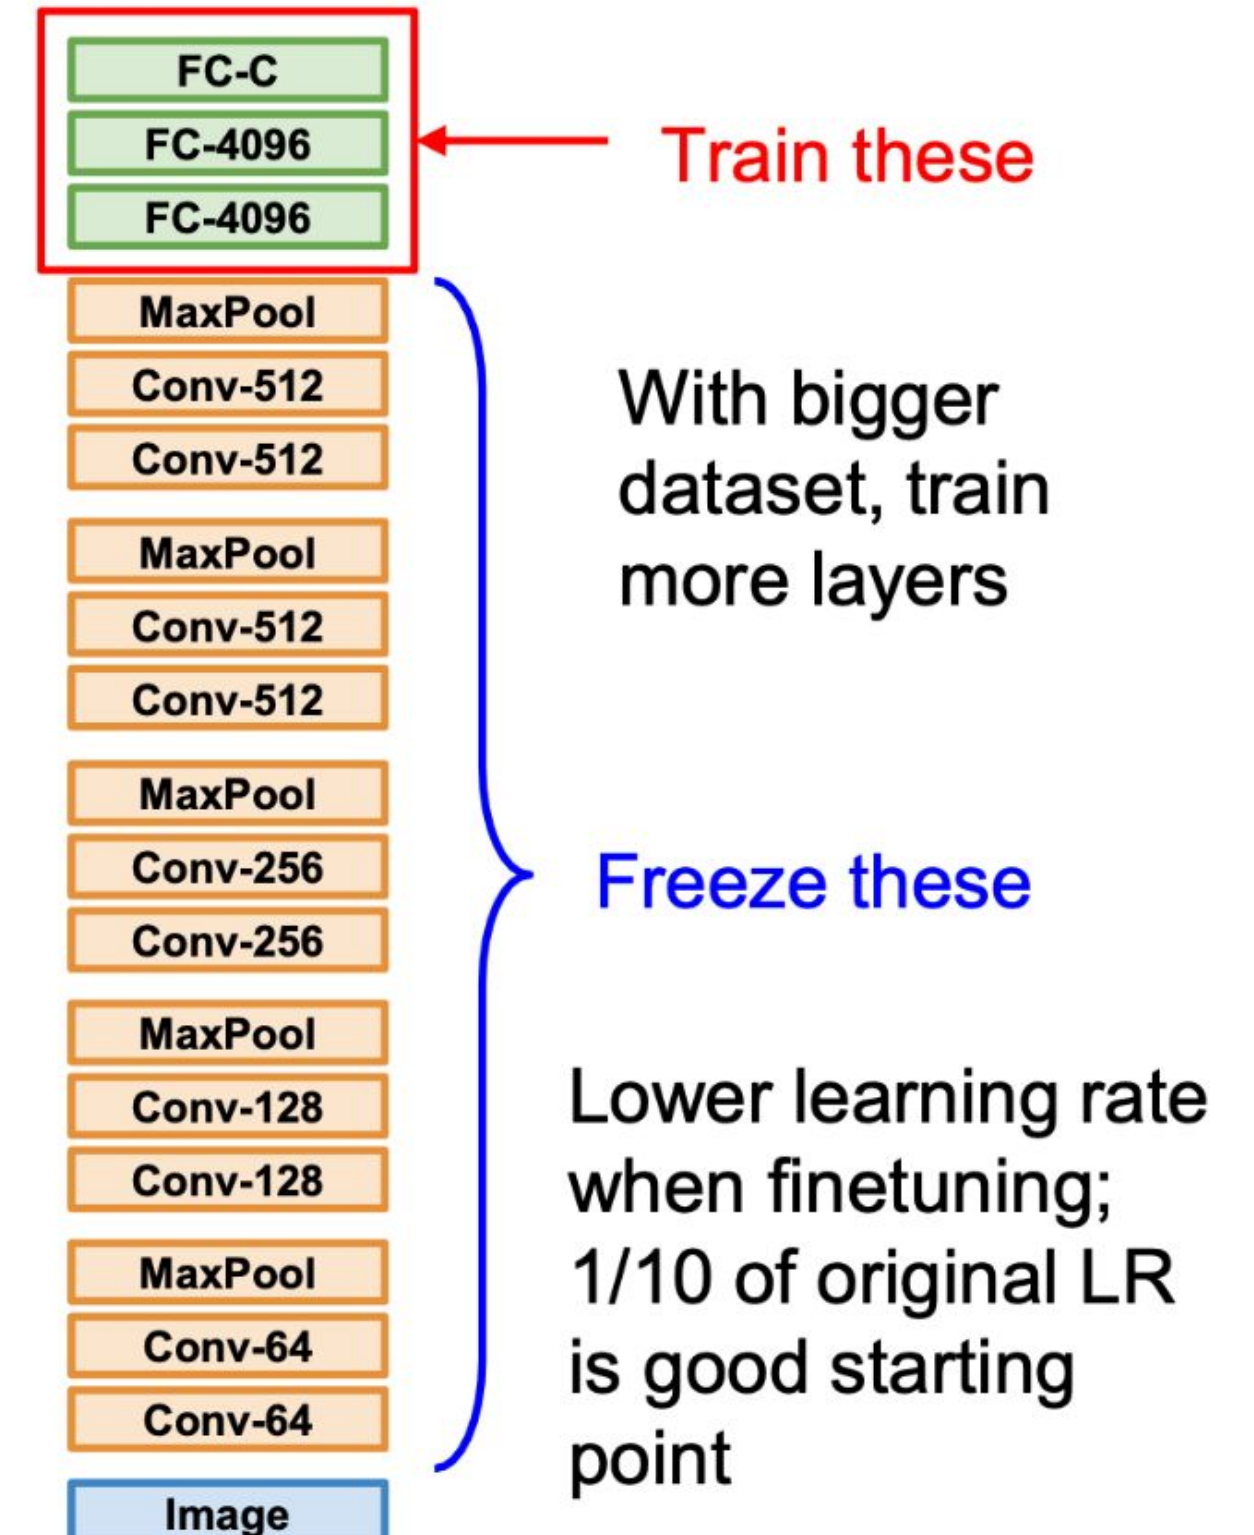 FC-C
FC-4096
FC-4096
Train these
MaxPool
Conv-512
Conv-512
MaxPool
Conv-512
Conv-512
MaxPool
Conv-256
Conv-256
MaxPool
Conv-128
Conv-128
MaxPool
Conv-64
Conv-64
Image
With bigger
dataset, train
more layers
Freeze these
Lower learning rate
when finetuning;
1/10 of original LR
is good starting
point